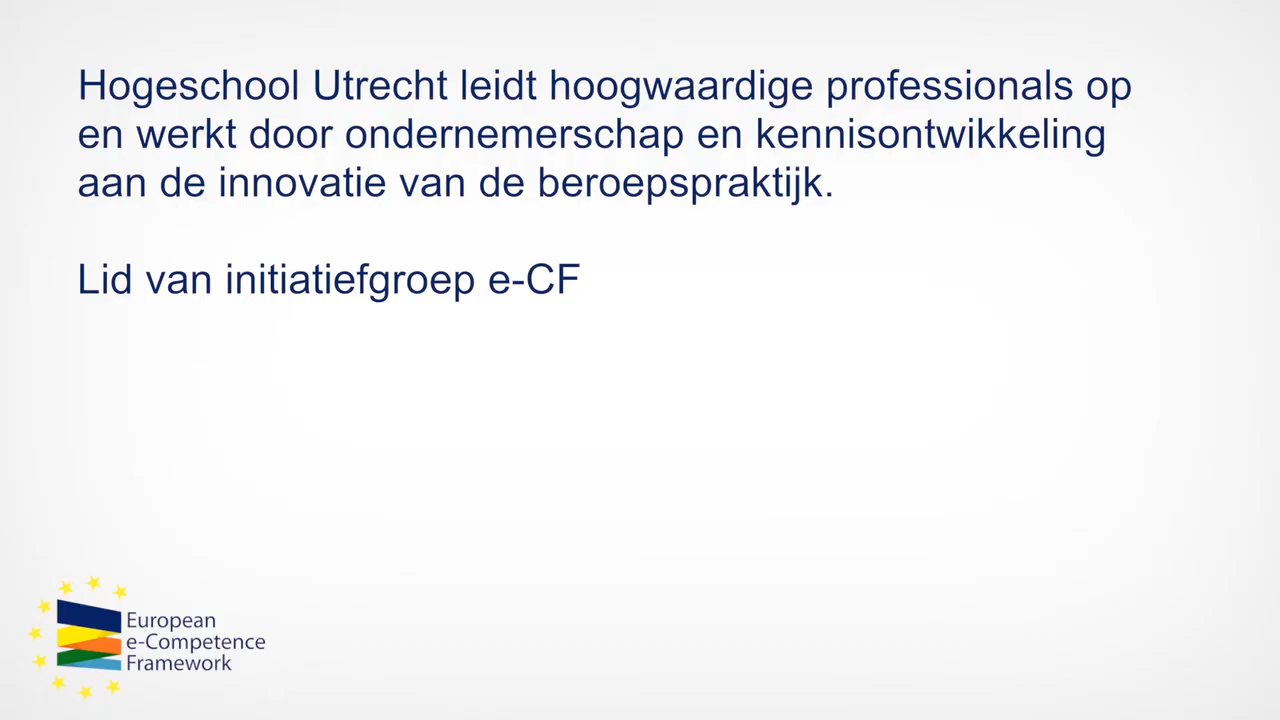 Hogeschool Utrecht leidt hoogwaardige professionals op
en werkt door ondernemerschap en kennisontwikkeling
aan de innovatie van de beroepspraktijk.
Lid van initiatiefgroep e-CF
European
e-Competence
Framework